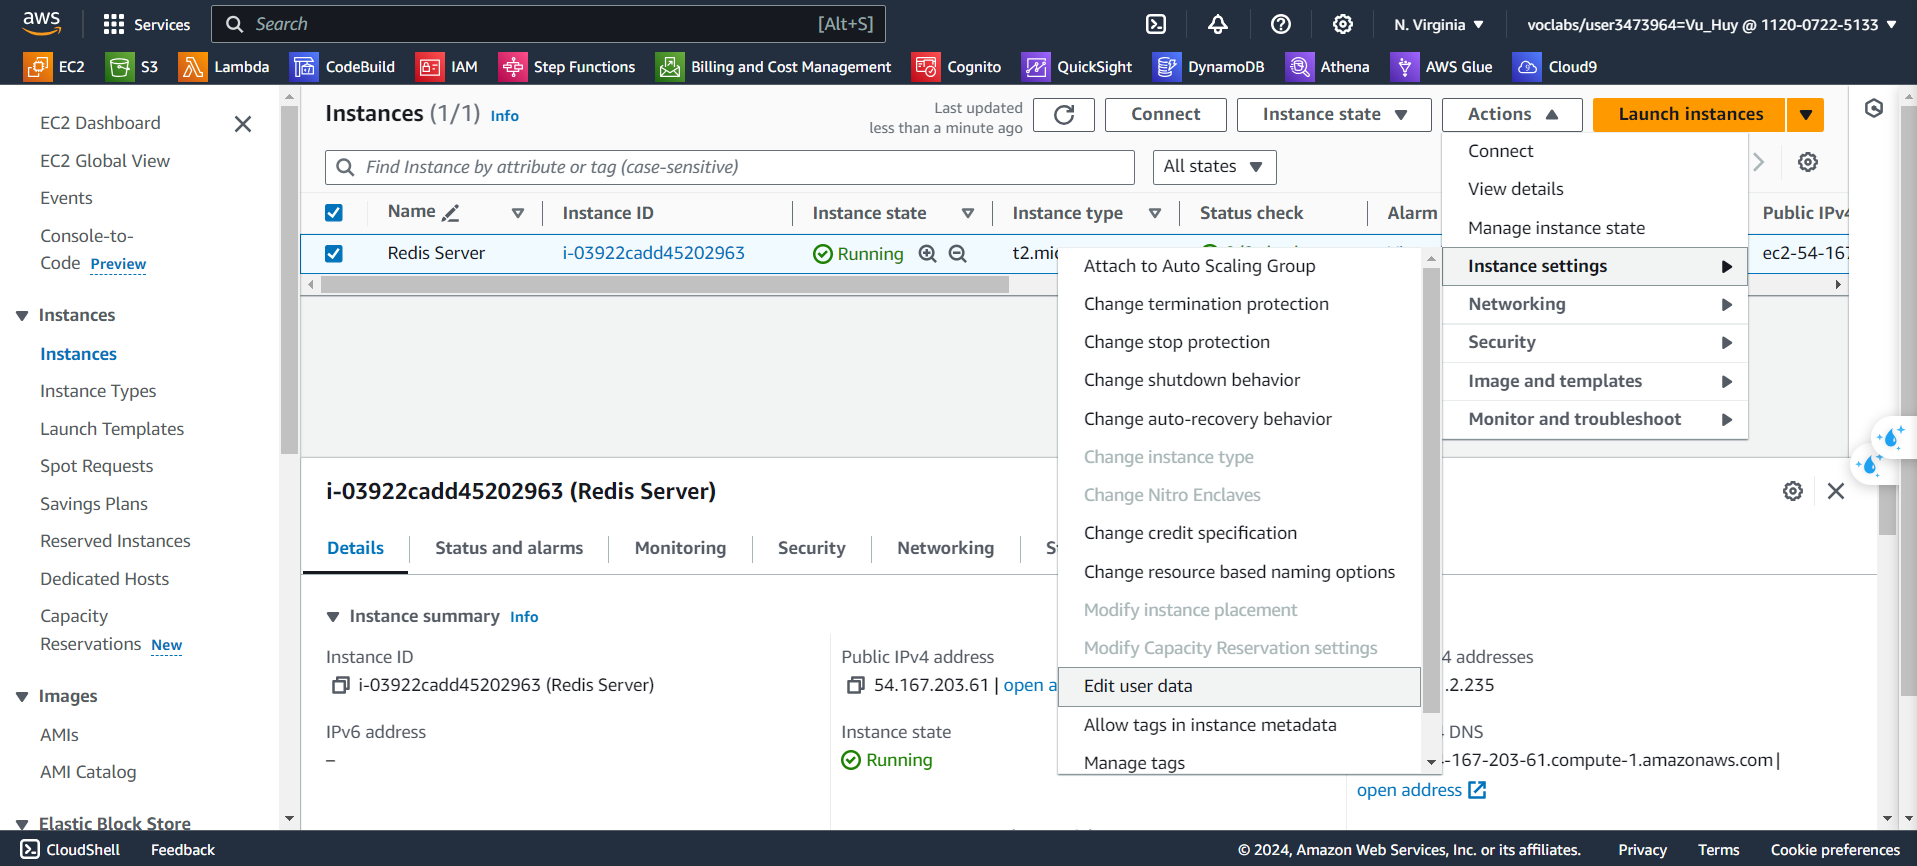 aws
Services
Search
[Alt+S]
N. Virginia
voclabs/user3473964=Vu_Huy @ 1120-0722-5133
EC2
S3
Lambda
CodeBuild
IAM
Step Functions
Billing and Cost Management
Cognito
QuickSight
DynamoDB
Athena
AWS Glue
Cloud9
EC2 Dashboard
EC2 Global View
Events
Console-to-
Code Preview
Instances
Instances
Instance Types
Launch Templates
Spot Requests
Savings Plans
Reserved Instances
Dedicated Hosts
Capacity
Reservations New
Images
AMIs
AMI Catalog
Elastic Block Store
Instances (1/1) Info
Last updated
less than a minute ago
Connect
Instance state
Actions
Launch instances
Find Instance by attribute or tag (case-sensitive)
All states
Name
Instance ID
Instance state
Instance type
Status check
Alarm
Public IPv4
Redis Server
i-03922cadd45202963
Running
t2.mic
ec2-54-167
Connect
View details
Manage instance state
Instance settings
Networking
Security
Image and templates
Monitor and troubleshoot
Attach to Auto Scaling Group
Change termination protection
Change stop protection
Change shutdown behavior
Change auto-recovery behavior
Change instance type
Change Nitro Enclaves
Change credit specification
Change resource based naming options
Modify instance placement
Modify Capacity Reservation settings
Edit user data
Allow tags in instance metadata
Manage tags
i-03922cadd45202963 (Redis Server)
Details
Status and alarms
Monitoring
Security
Networking
Instance summary Info
Instance ID
i-03922cadd45202963 (Redis Server)
IPv6 address
–
Public IPv4 address
54.167.203.61 | open a
Instance state
Running
4 addresses
.2.235
DNS
-167-203-61.compute-1.amazonaws.com |
open address
CloudShell
Feedback
© 2024, Amazon Web Services, Inc. or its affiliates.
Privacy
Terms
Cookie preferences